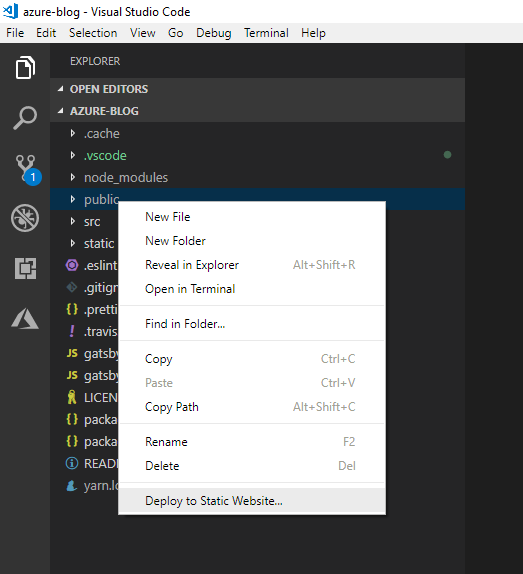 azure-blog - Visual Studio Code
File Edit Selection View Go Debug Terminal Help
EXPLORER
OPEN EDITORS
AZURE-BLOG
.cache
.vscode
node_modules
1
public
New File
src
New Folder
static
Reveal in Explorer Alt+Shift+R
.eslint
Open in Terminal
.gitign
{ } .pretti
Find in Folder...
! .travis
JS gatsby
Copy Ctrl+C
JS gatsby
Paste Ctrl+V
LICEN
Copy Path Alt+Shift+C
{ } packa
{ } packa
Rename F2
READ
Delete Del
yarn.lo
Deploy to Static Website...